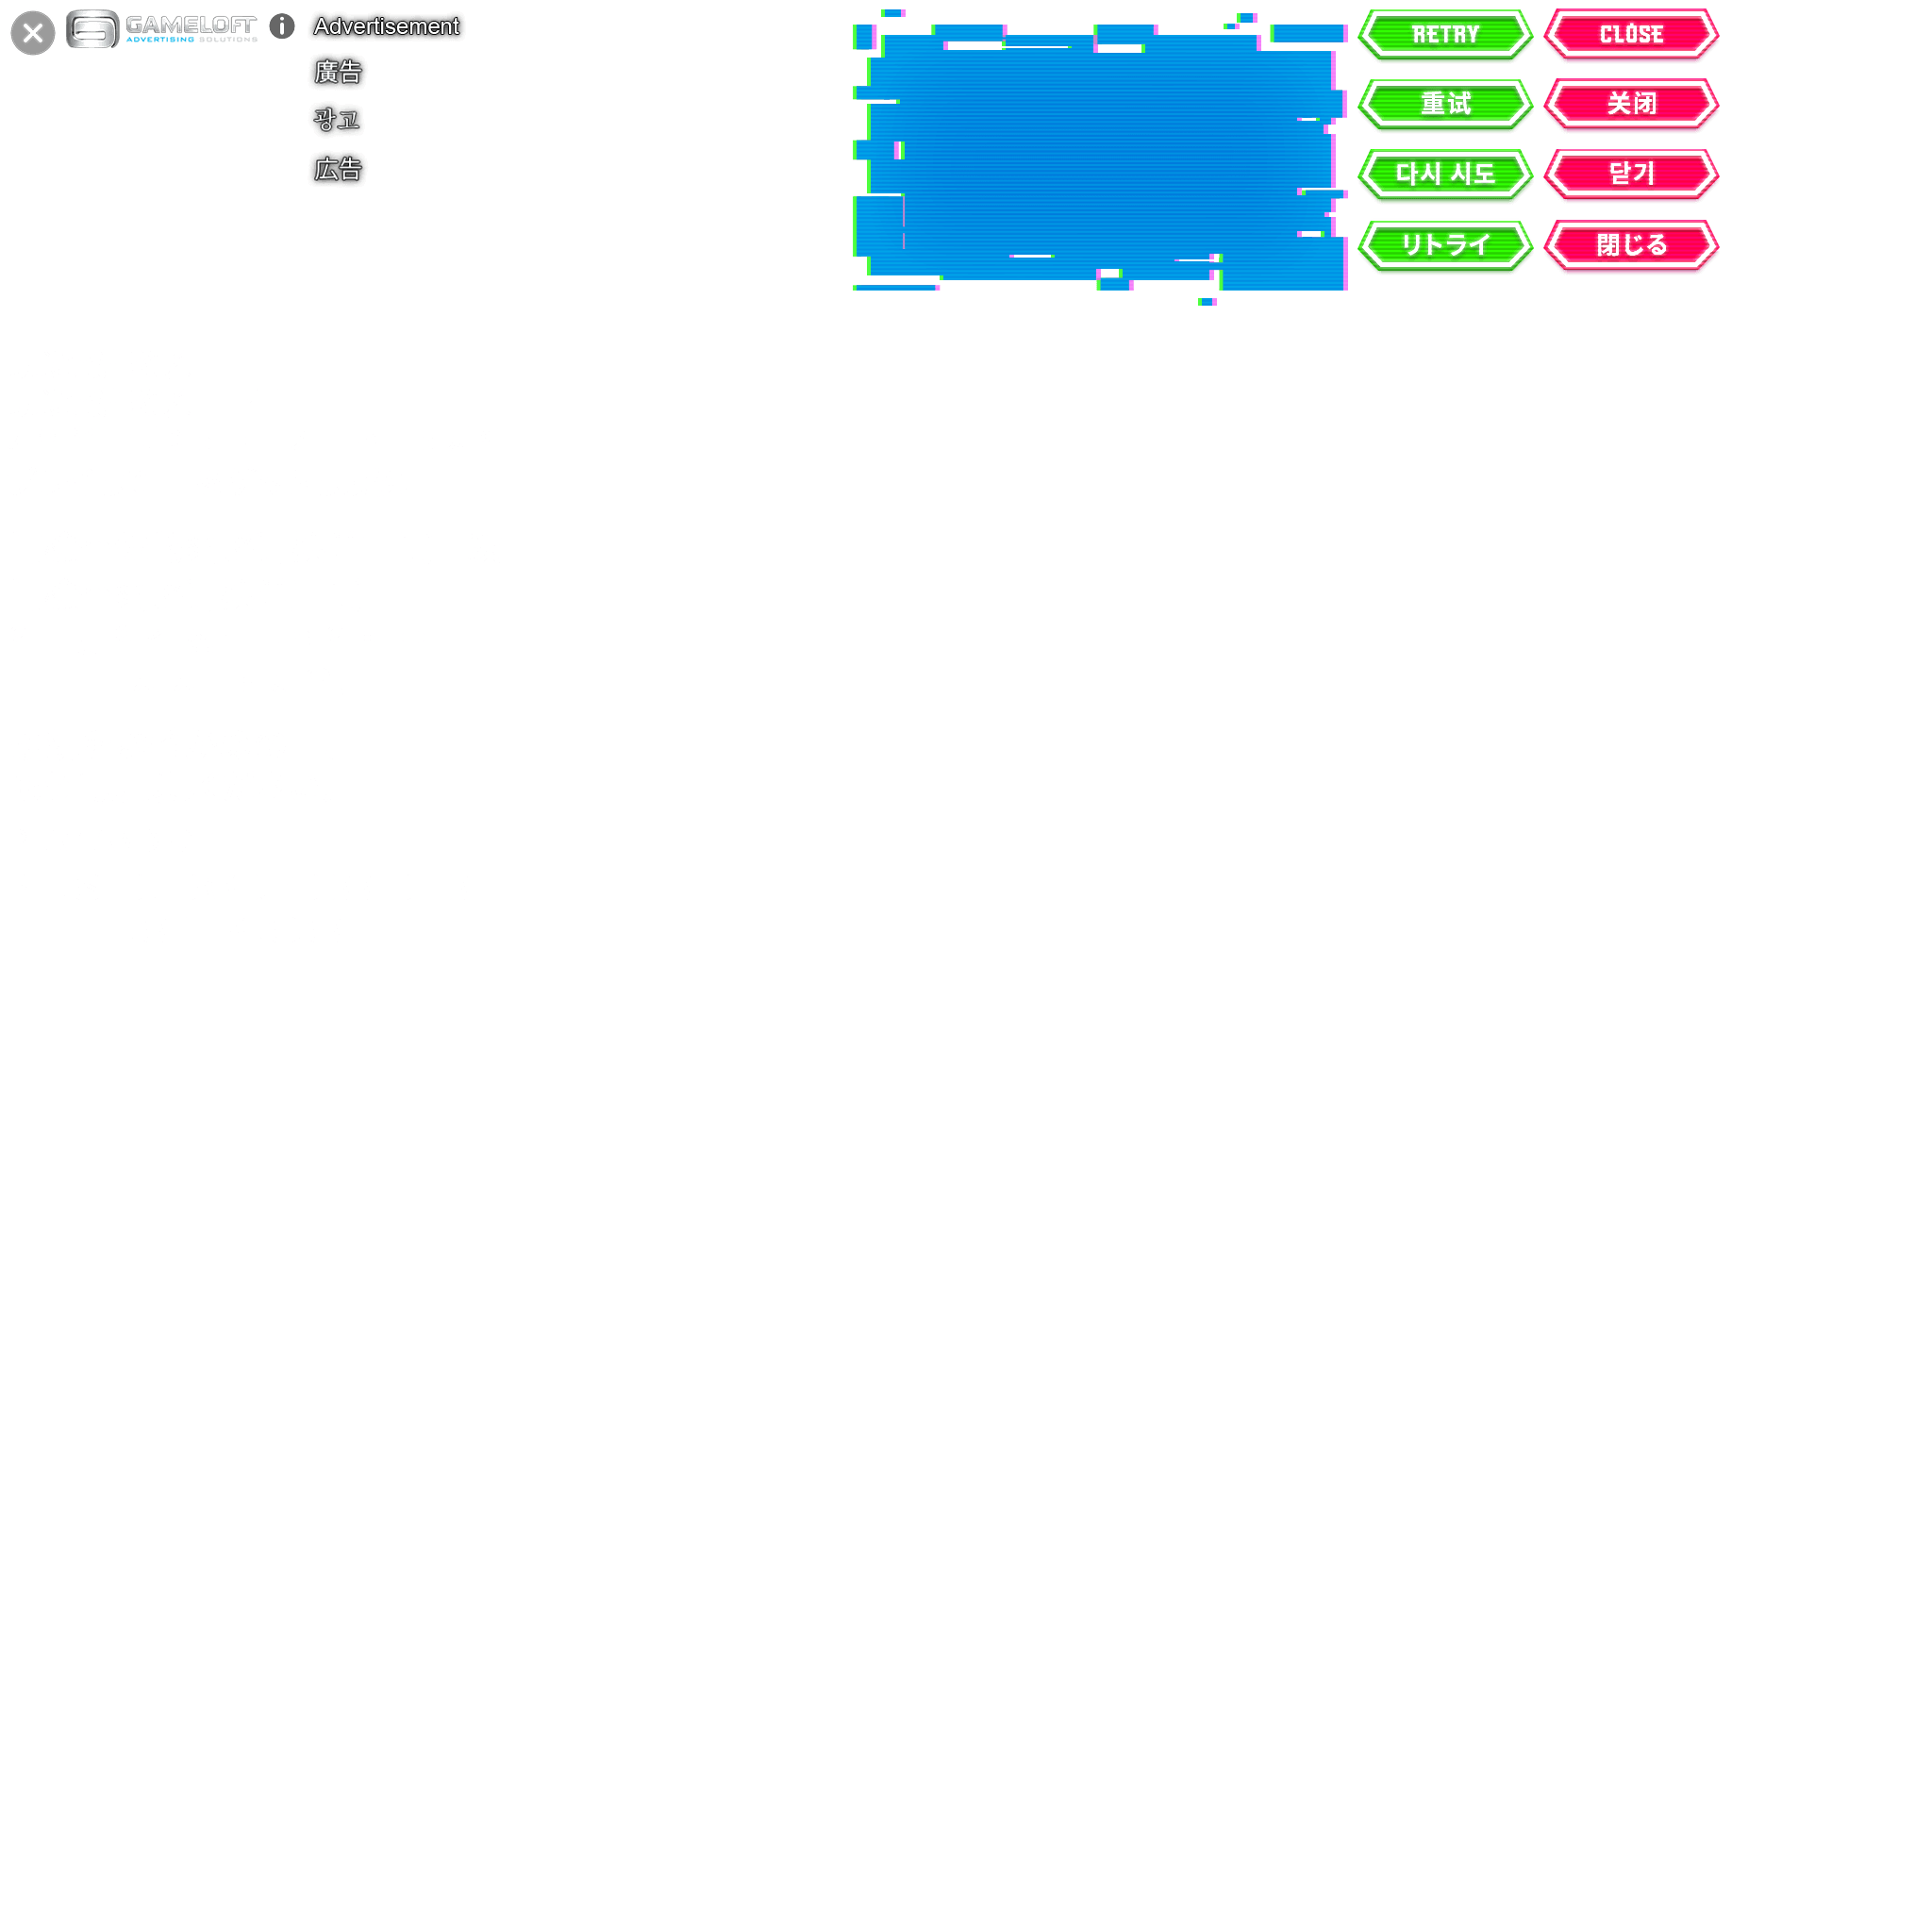 GAMELOFT
ADVERTISING SOLUTIONS
Advertisement
廣告
광고
広告
RETRY
CLOSE
重试
关闭
다시 시도
닫기
リトライ
閉じる